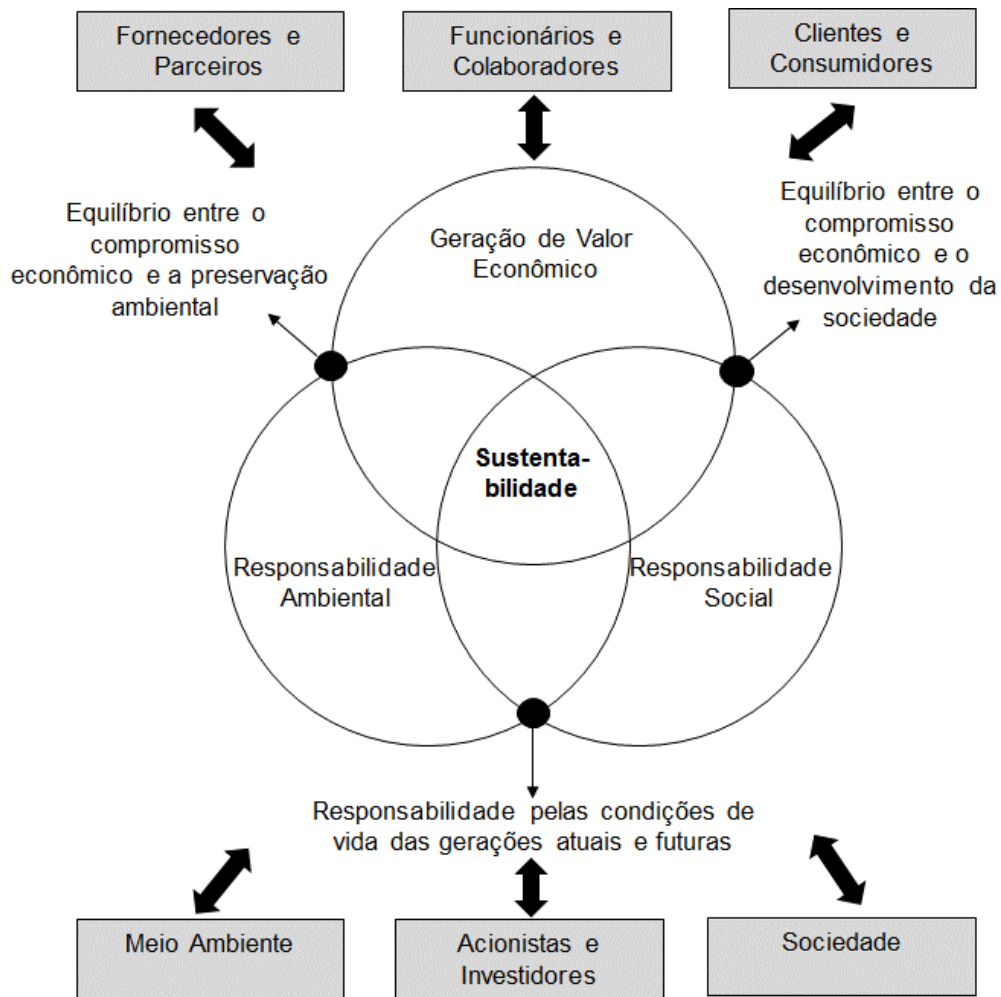 Fornecedores e
Parceiros
Funcionários e
Colaboradores
Clientes e
Consumidores
Equilíbrio entre o
compromisso
econômico e a preservação
ambiental
Geração de Valor
Econômico
Equilíbrio entre o
compromisso
econômico e o
desenvolvimento da
sociedade
Sustenta-
bilidade
Responsabilidade
Ambiental
Responsabilidade
Social
Responsabilidade pelas condições de
vida das gerações atuais e futuras
Meio Ambiente
Acionistas e
Investidores
Sociedade